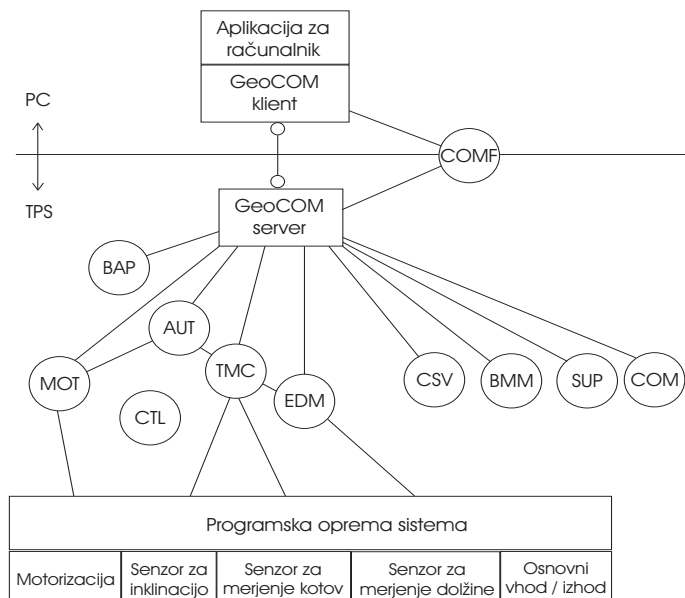 Aplikacija za
računalnik
GeoCOM
klient
PC
COMF
TPS
GeoCOM
server
BAP
AUT
MOT
TMC
CSV
BMM
SUP
COM
EDM
CTL
Programska oprema sistema
Motorizacija
Senzor za
inklinacijo
Senzor za
merjenje kotov
Senzor za
merjenje dolžine
Osnovni
vhod / izhod